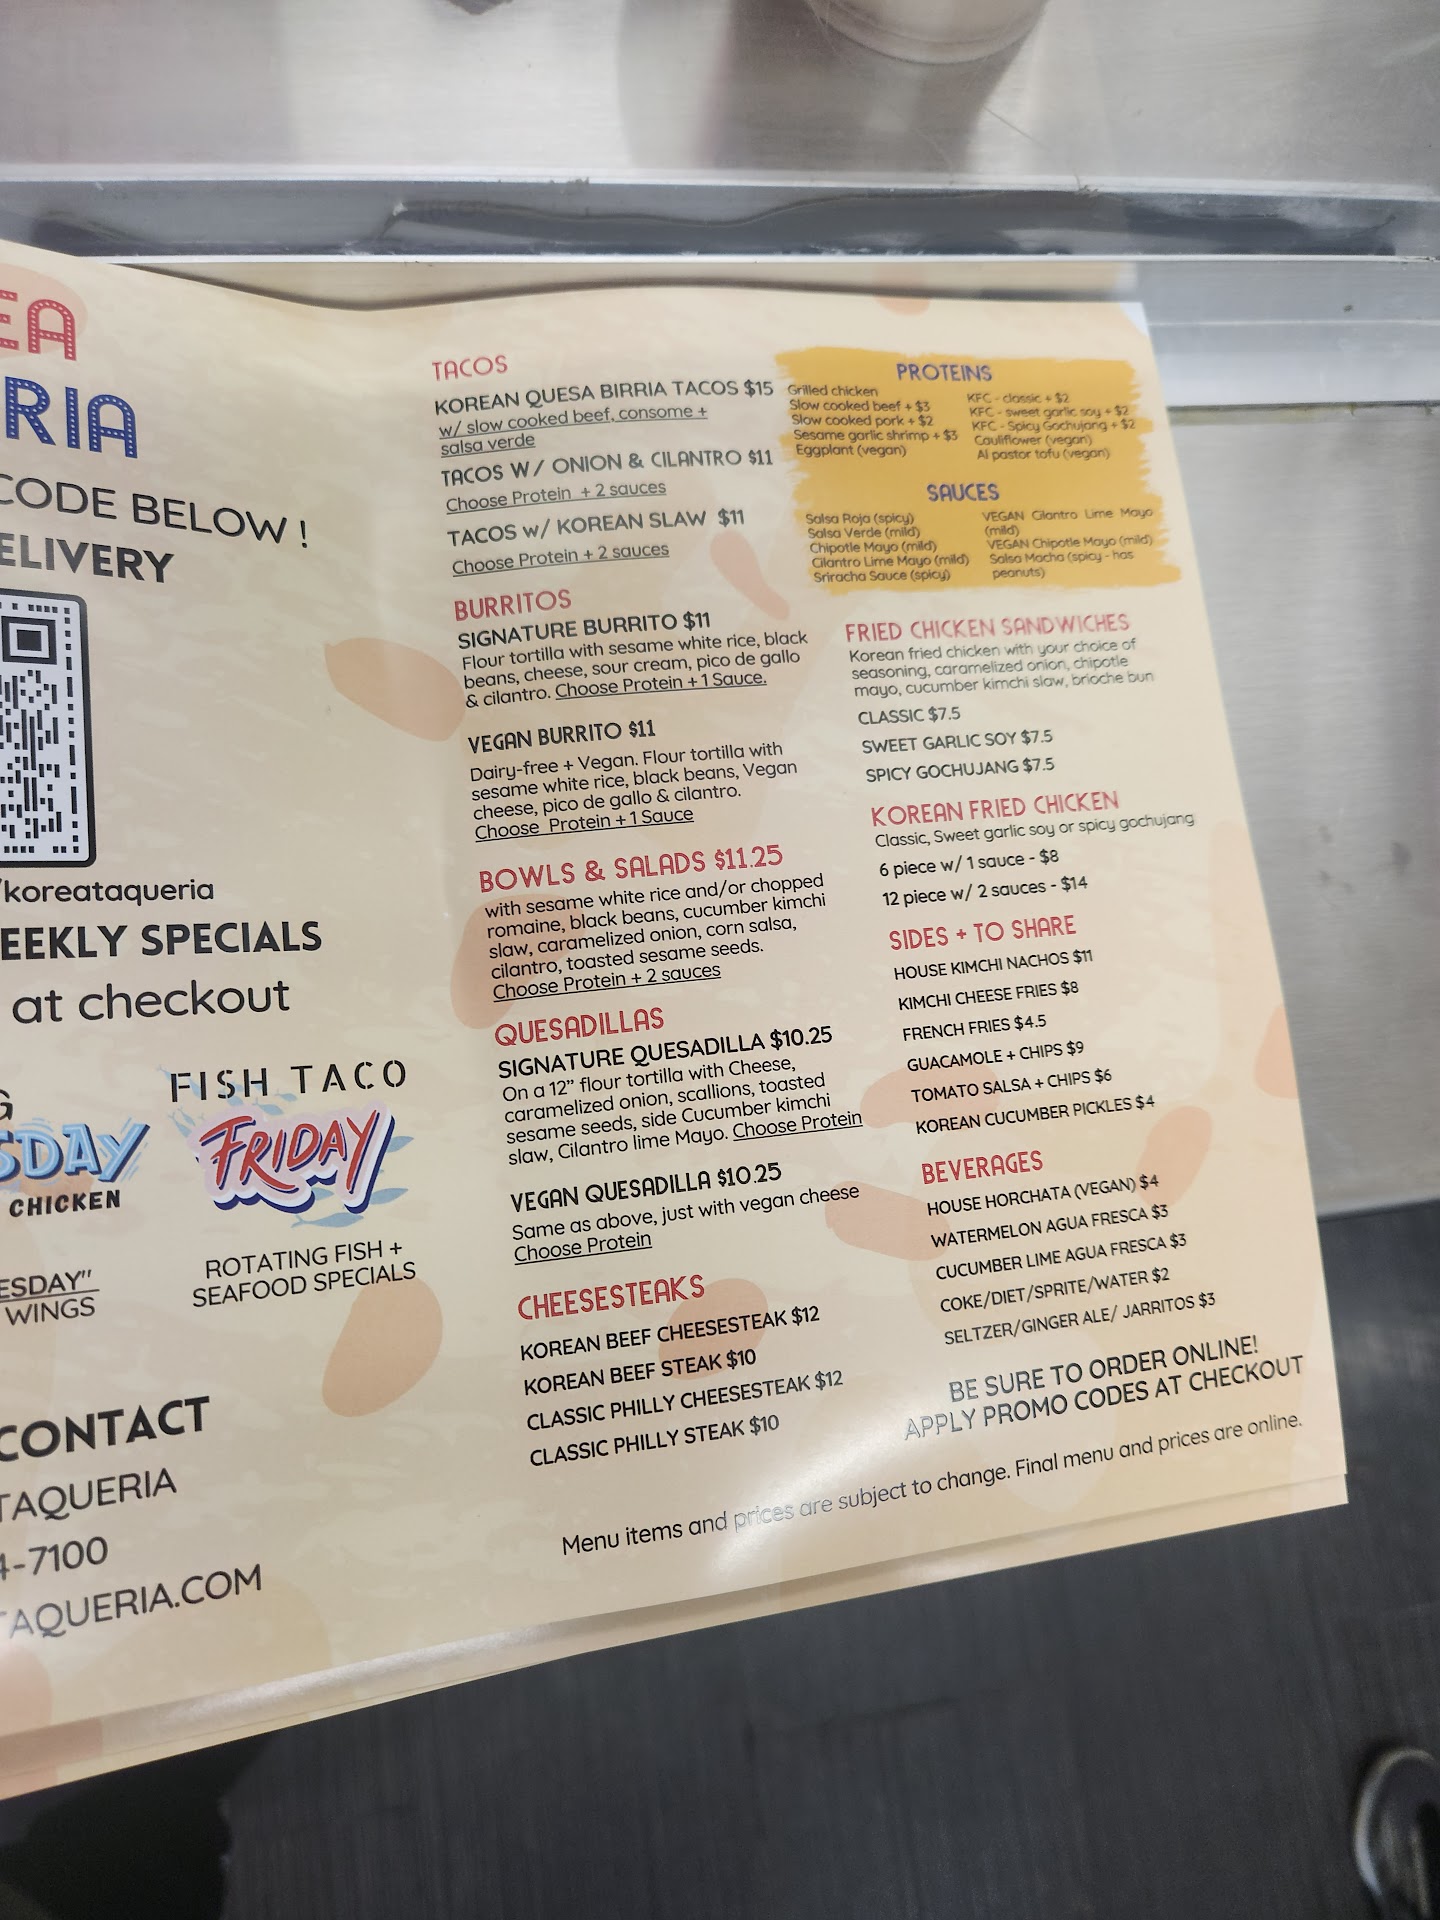 EA
RIA
CODE BELOW !
ELIVERY
/koreataqueria
EEKLY SPECIALS
at checkout
G
SDAY
CHICKEN
ESDAY"
WINGS
FISH TACO
FRIDAY
ROTATING FISH +
SEAFOOD SPECIALS
CONTACT
TAQUERIA
4-7100
TAQUERIA.COM
TACOS
KOREAN QUESA BIRRIA TACOS $15
w/ slow cooked beef, consome +
salsa verde
TACOS W/ ONION & CILANTRO $11
Choose Protein + 2 sauces
TACOS w/ KOREAN SLAW $11
Choose Protein + 2 sauces
BURRITOS
SIGNATURE BURRITO $11
Flour tortilla with sesame white rice, black
beans, cheese, sour cream, pico de gallo
& cilantro. Choose Protein + 1 Sauce.
VEGAN BURRITO $11
Dairy-free + Vegan. Flour tortilla with
sesame white rice, black beans, Vegan
cheese, pico de gallo & cilantro.
Choose Protein + 1 Sauce
BOWLS & SALADS $11.25
with sesame white rice and/or chopped
romaine, black beans, cucumber kimchi
slaw, caramelized onion, corn salsa,
cilantro, toasted sesame seeds.
Choose Protein + 2 sauces
QUESADILLAS
SIGNATURE QUESADILLA $10.25
On a 12" flour tortilla with Cheese,
caramelized onion, scallions, toasted
sesame seeds, side Cucumber kimchi
slaw, Cilantro lime Mayo. Choose Protein
VEGAN QUESADILLA $10.25
Same as above, just with vegan cheese
Choose Protein
CHEESESTEAKS
KOREAN BEEF CHEESESTEAK $12
KOREAN BEEF STEAK $10
CLASSIC PHILLY CHEESESTEAK $12
CLASSIC PHILLY STEAK $10
PROTEINS
Grilled chicken
Slow cooked beef + $3
Slow cooked pork + $2
Sesame garlic shrimp + $3
Eggplant (vegan)
KFC - classic + $2
KFC - sweet garlic soy + $2
KFC - Spicy Gochujang + $2
Cauliflower (vegan)
Al pastor tofu (vegan)
SAUCES
Salsa Roja (spicy)
Salsa Verde (mild)
Chipotle Mayo (mild)
Cilantro Lime Mayo (mild)
Sriracha Sauce (spicy)
VEGAN Cilantro Lime Mayo
(mild)
VEGAN Chipotle Mayo (mild)
Salsa Macha (spicy - has
peanuts)
FRIED CHICKEN SANDWICHES
Korean fried chicken with your choice of
seasoning, caramelized onion, chipotle
mayo, cucumber kimchi slaw, brioche bun
CLASSIC $7.5
SWEET GARLIC SOY $7.5
SPICY GOCHUJANG $7.5
KOREAN FRIED CHICKEN
Classic, Sweet garlic soy or spicy gochujang
6 piece w/ 1 sauce - $8
12 piece w/ 2 sauces - $14
SIDES + TO SHARE
HOUSE KIMCHI NACHOS $11
KIMCHI CHEESE FRIES $8
FRENCH FRIES $4.5
GUACAMOLE + CHIPS $9
TOMATO SALSA + CHIPS $6
KOREAN CUCUMBER PICKLES $4
BEVERAGES
HOUSE HORCHATA (VEGAN) $4
WATERMELON AGUA FRESCA $3
CUCUMBER LIME AGUA FRESCA $3
COKE/DIET/SPRITE/WATER $2
SELTZER/GINGER ALE/ JARRITOS $3
BE SURE TO ORDER ONLINE!
APPLY PROMO CODES AT CHECKOUT
Menu items and prices are subject to change. Final menu and prices are online.